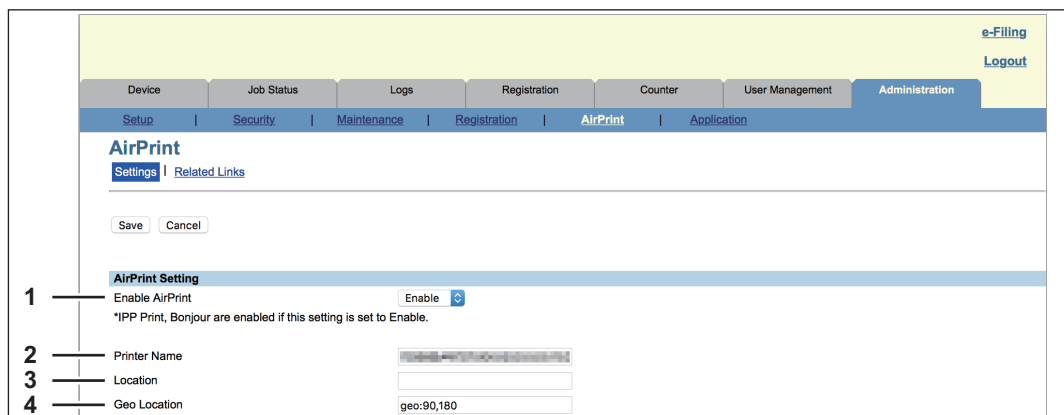 e-Filing
Logout
Device Job Status Logs Registration Counter User Management Administration
Setup | Security | Maintenance | Registration | AirPrint | Application
AirPrint
Settings | Related Links
Save Cancel
AirPrint Setting
1 Enable AirPrint Enable
*IPP Print, Bonjour are enabled if this setting is set to Enable.
2 Printer Name
3 Location
4 Geo Location geo:90,180